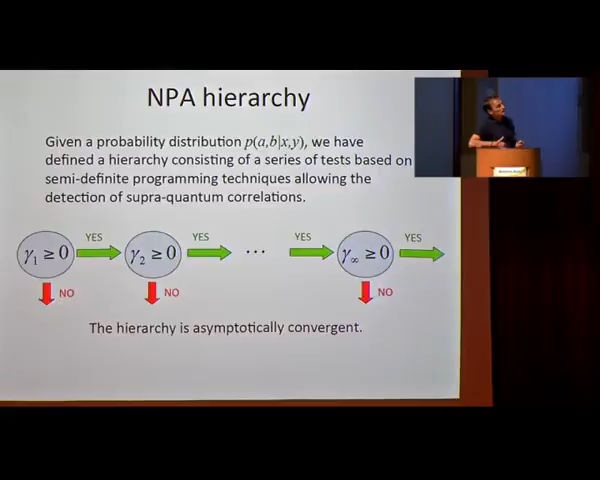 NPA hierarchy
Given a probability distribution p(a,b|x,y), we have
defined a hierarchy consisting of a series of tests based on
semi-definite programming techniques allowing the
detection of supra-quantum correlations.
YES YES YES YES
γ₁ ≥ 0 γ₂ ≥ 0 ⋯ γ∞ ≥ 0
NO NO NO
The hierarchy is asymptotically convergent.